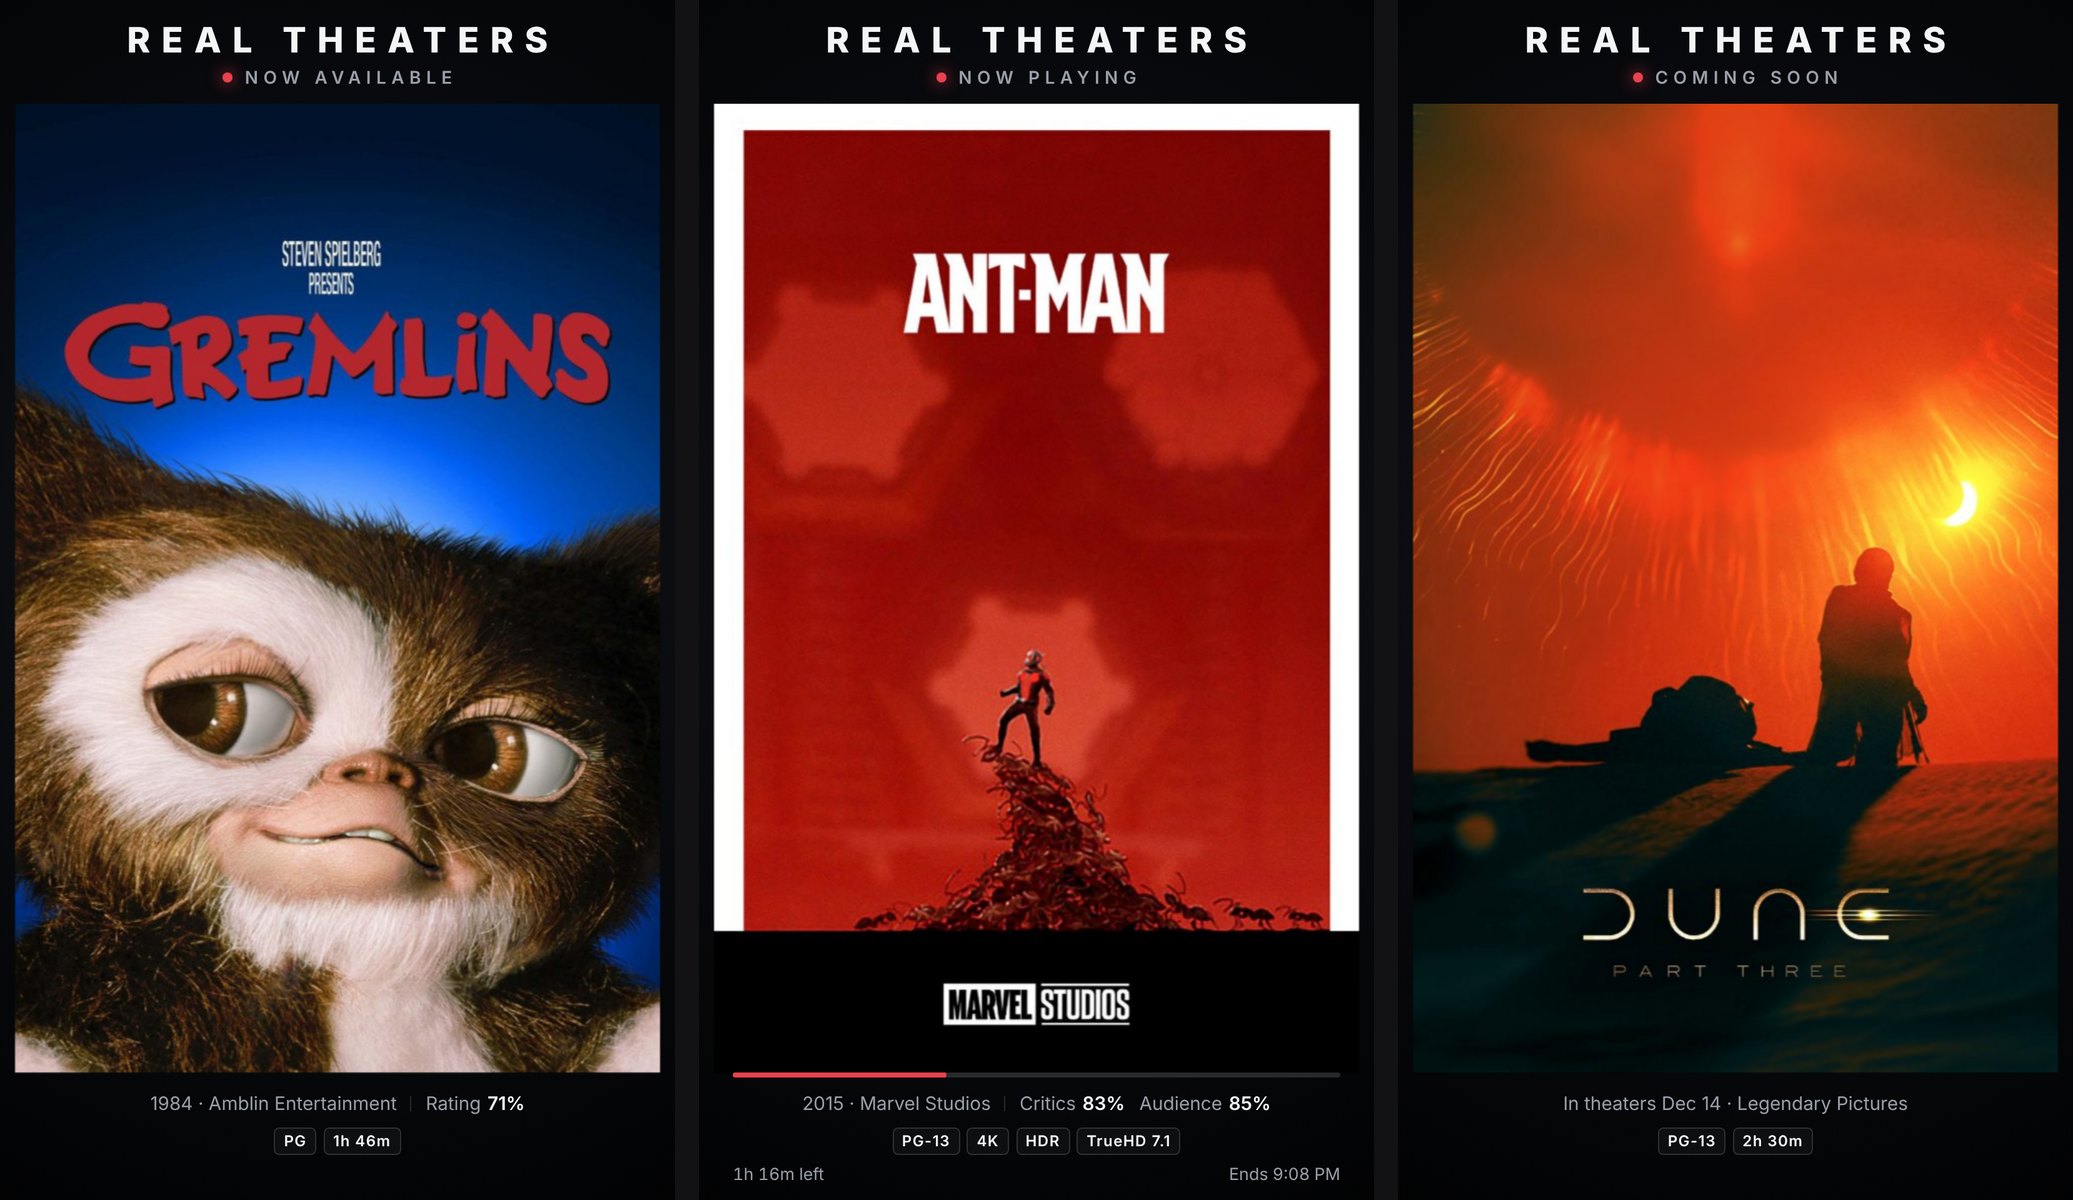 REAL THEATERS
NOW AVAILABLE
STEVEN SPIELBERG
PRESENTS
GREMLiNS
1984 · Amblin Entertainment | Rating 71%
PG 1h 46m
REAL THEATERS
NOW PLAYING
ANT-MAN
MARVEL STUDIOS
2015 · Marvel Studios | Critics 83% Audience 85%
PG-13 4K HDR TrueHD 7.1
1h 16m left Ends 9:08 PM
REAL THEATERS
COMING SOON
DUNE
PART THREE
In theaters Dec 14 · Legendary Pictures
PG-13 2h 30m